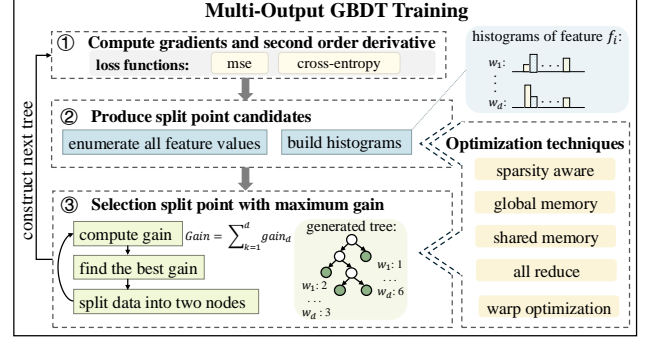 Multi-Output GBDT Training
① Compute gradients and second order derivative
loss functions: mse cross-entropy
histograms of feature fᵢ:
w₁:
...
...
w_d:
...
② Produce split point candidates
enumerate all feature values
build histograms
Optimization techniques
sparsity aware
global memory
shared memory
all reduce
warp optimization
③ Selection split point with maximum gain
compute gain
Gain = ∑_{k=1}^{d} gain_d
find the best gain
split data into two nodes
generated tree:
w₁: 1
...
w_d: 6
w₁: 2
...
w_d: 3
construct next tree